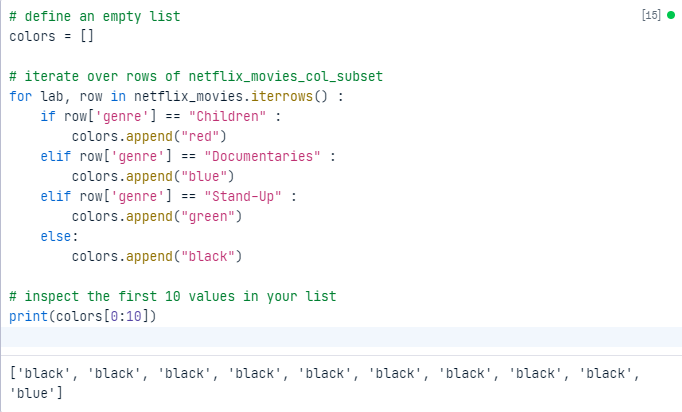 # define an empty list
[15]
colors = []
# iterate over rows of netflix_movies_col_subset
for lab, row in netflix_movies.iterrows() :
    if row['genre'] == "Children" :
        colors.append("red")
    elif row['genre'] == "Documentaries" :
        colors.append("blue")
    elif row['genre'] == "Stand-Up" :
        colors.append("green")
    else:
        colors.append("black")
# inspect the first 10 values in your list
print(colors[0:10])
['black', 'black', 'black', 'black', 'black', 'black', 'black', 'black', 'black',
'blue']